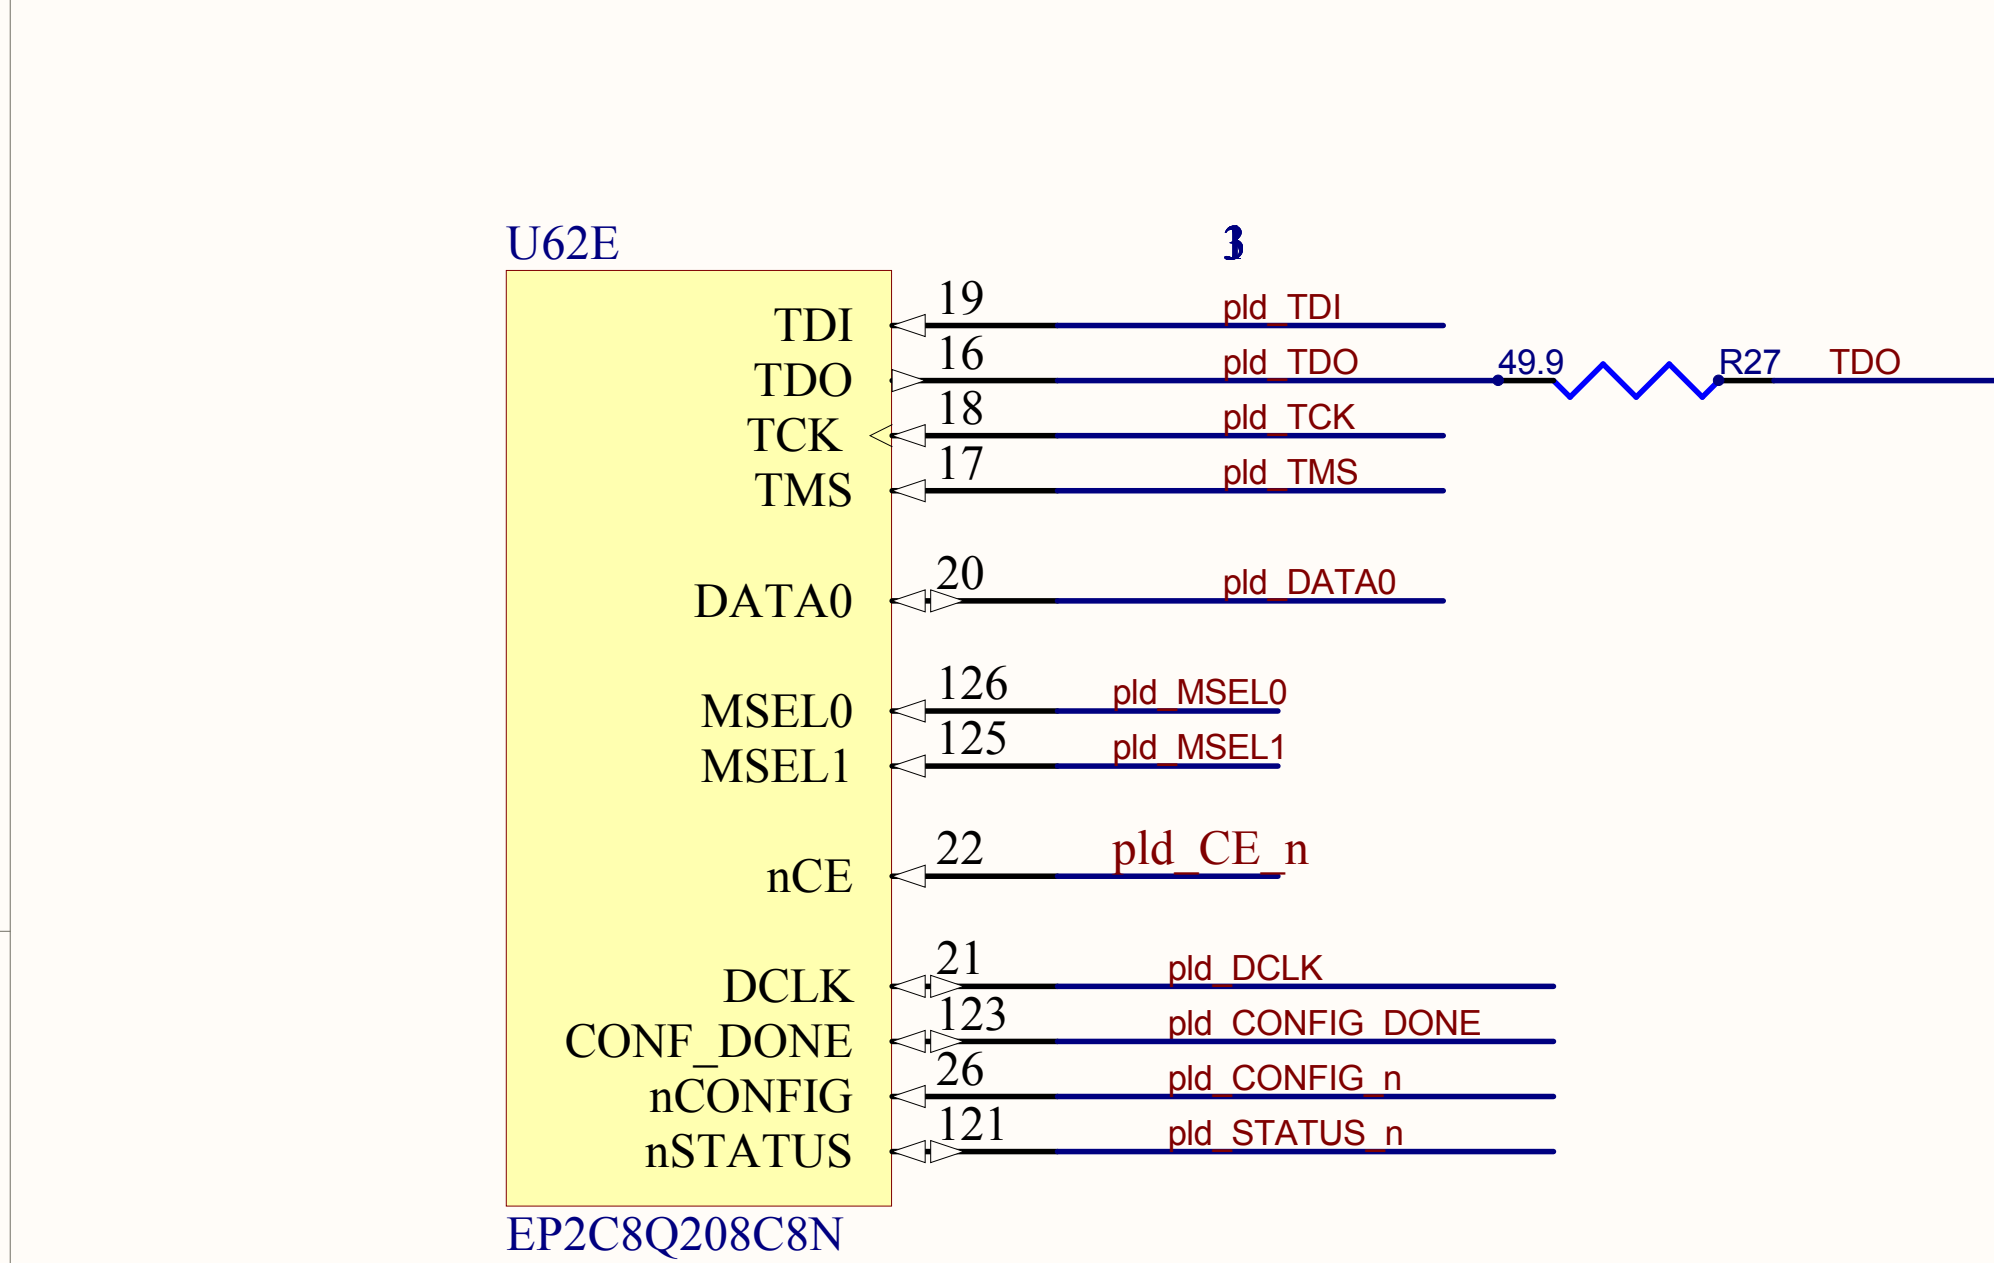 U62E
TDI 19 pld_TDI
TDO 16 pld_TDO 49.9 R27 TDO
TCK 18 pld_TCK
TMS 17 pld_TMS
DATA0 20 pld_DATA0
MSEL0 126 pld_MSEL0
MSEL1 125 pld_MSEL1
nCE 22 pld_CE_n
DCLK 21 pld_DCLK
CONF_DONE 123 pld_CONFIG_DONE
nCONFIG 26 pld_CONFIG_n
nSTATUS 121 pld_STATUS_n
EP2C8Q208C8N